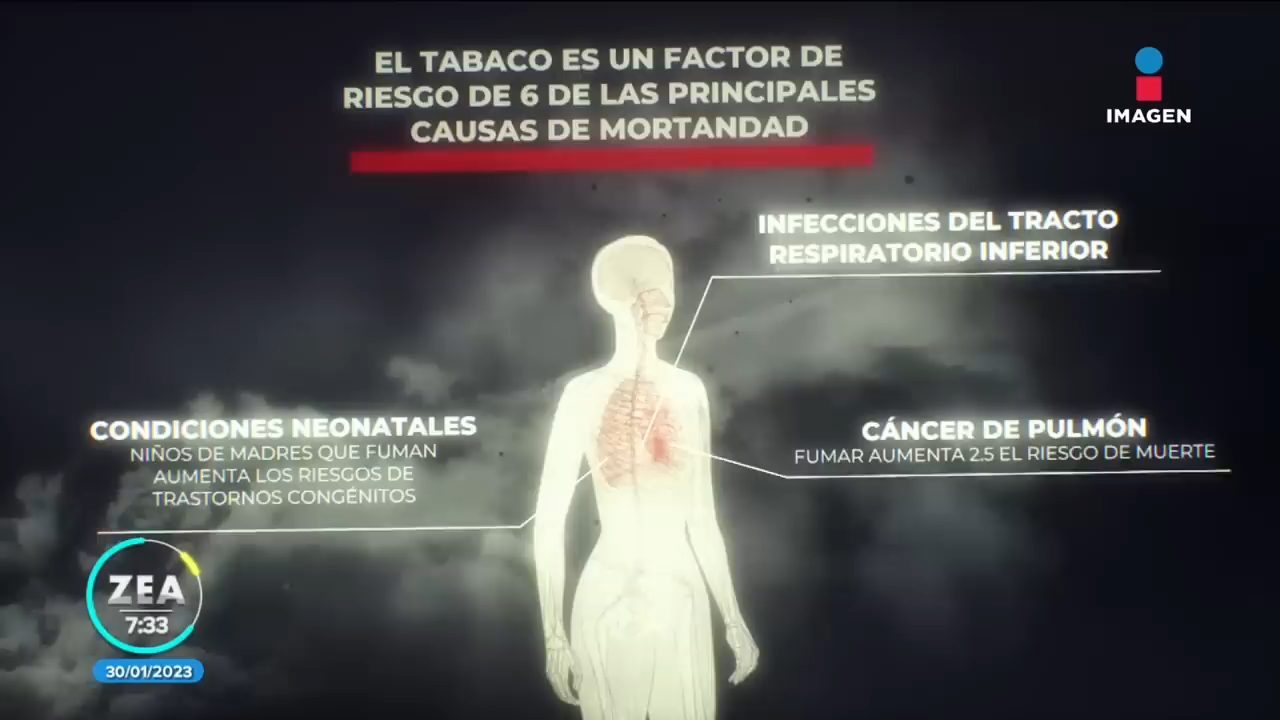 EL TABACO ES UN FACTOR DE
RIESGO DE 6 DE LAS PRINCIPALES
CAUSAS DE MORTANDAD
IMAGEN
INFECCIONES DEL TRACTO
RESPIRATORIO INFERIOR
CONDICIONES NEONATALES
NIÑOS DE MADRES QUE FUMAN
AUMENTA LOS RIESGOS DE
TRASTORNOS CONGÉNITOS
CÁNCER DE PULMÓN
FUMAR AUMENTA 2.5 EL RIESGO DE MUERTE
ZEA
7:33
30/01/2023